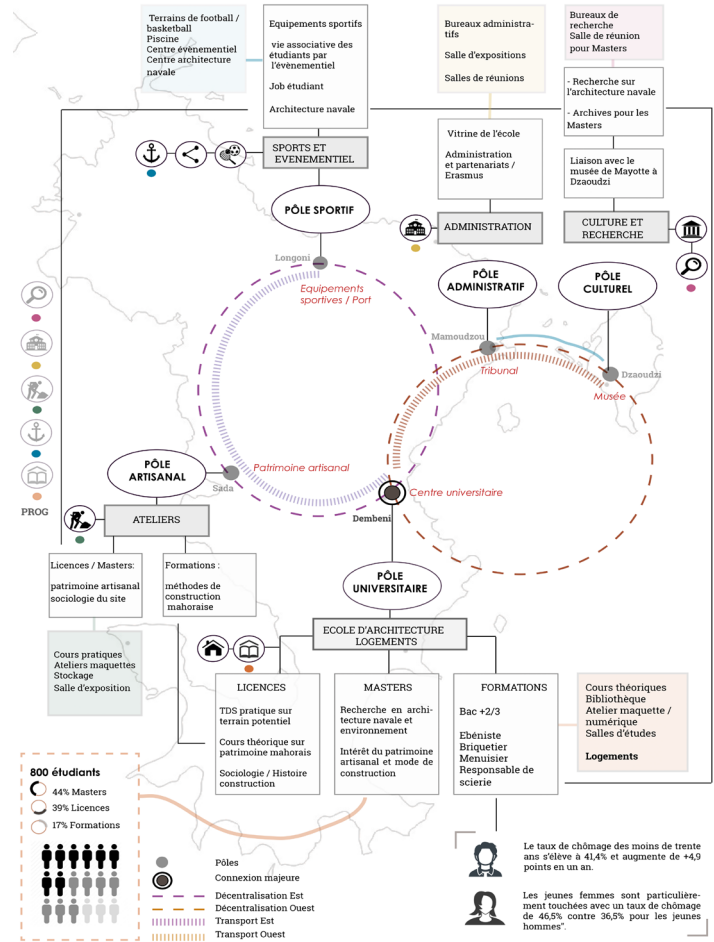 Terrains de football /
basketball
Piscine
Centre évènementiel
Centre architecture
navale
Equipements sportifs
vie associative des
étudiants par
l'évènementiel
Job étudiant
Architecture navale
Bureaux administra-
tifs
Salle d'expositions
Salles de réunions
Bureaux de
recherche
Salle de réunion
pour Masters
- Recherche sur
l'architecture navale
- Archives pour les
Masters
Vitrine de l'école
Administration
et partenariats /
Erasmus
Liaison avec le
musée de Mayotte à
Dzaoudzi
SPORTS ET
EVENEMENTIEL
ADMINISTRATION
CULTURE ET
RECHERCHE
PÔLE SPORTIF
PÔLE
ADMINISTRATIF
PÔLE
CULTUREL
Longoni
Equipements
sportives / Port
Mamoudzou
Tribunal
Dzaoudzi
Musée
PÔLE
ARTISANAL
Patrimoine artisanal
Sada
Centre universitaire
Dembeni
PROG
ATELIERS
Licences / Masters:
patrimoine artisanal
sociologie du site
Formations :
méthodes de
construction
mahoraise
Cours pratiques
Ateliers maquettes
Stockage
Salle d'exposition
PÔLE
UNIVERSITAIRE
ECOLE D'ARCHITECTURE
LOGEMENTS
LICENCES
TDS pratique sur
terrain potentiel
Cours théorique sur
patrimoine mahorais
Sociologie / Histoire
construction
MASTERS
Recherche en archi-
tecture navale et
environnement
Intérêt du patrimoine
artisanal et mode de
construction
FORMATIONS
Bac +2/3
Ebéniste
Briquetier
Menuisier
Responsable de
scierie
Cours théoriques
Bibliothèque
Atelier maquette /
numérique
Salles d'études
Logements
800 étudiants
44% Masters
39% Licences
17% Formations
Pôles
Connexion majeure
Décentralisation Est
Décentralisation Ouest
Transport Est
Transport Ouest
Le taux de chômage des moins de trente
ans s'élève à 41,4% et augmente de +4,9
points en un an.
Les jeunes femmes sont particulière-
ment touchées avec un taux de chômage
de 46,5% contre 36,5% pour les jeunes
hommes".